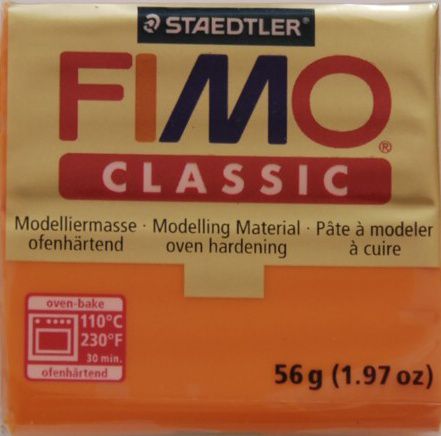 STAEDTLER
FIMO®
CLASSIC
Modelliermasse · Modelling Material · Pâte à modeler
ofenhärtend oven hardening à cuire
oven-bake
110°C
230°F
30 min.
ofenhärtend
56 g (1.97 oz)